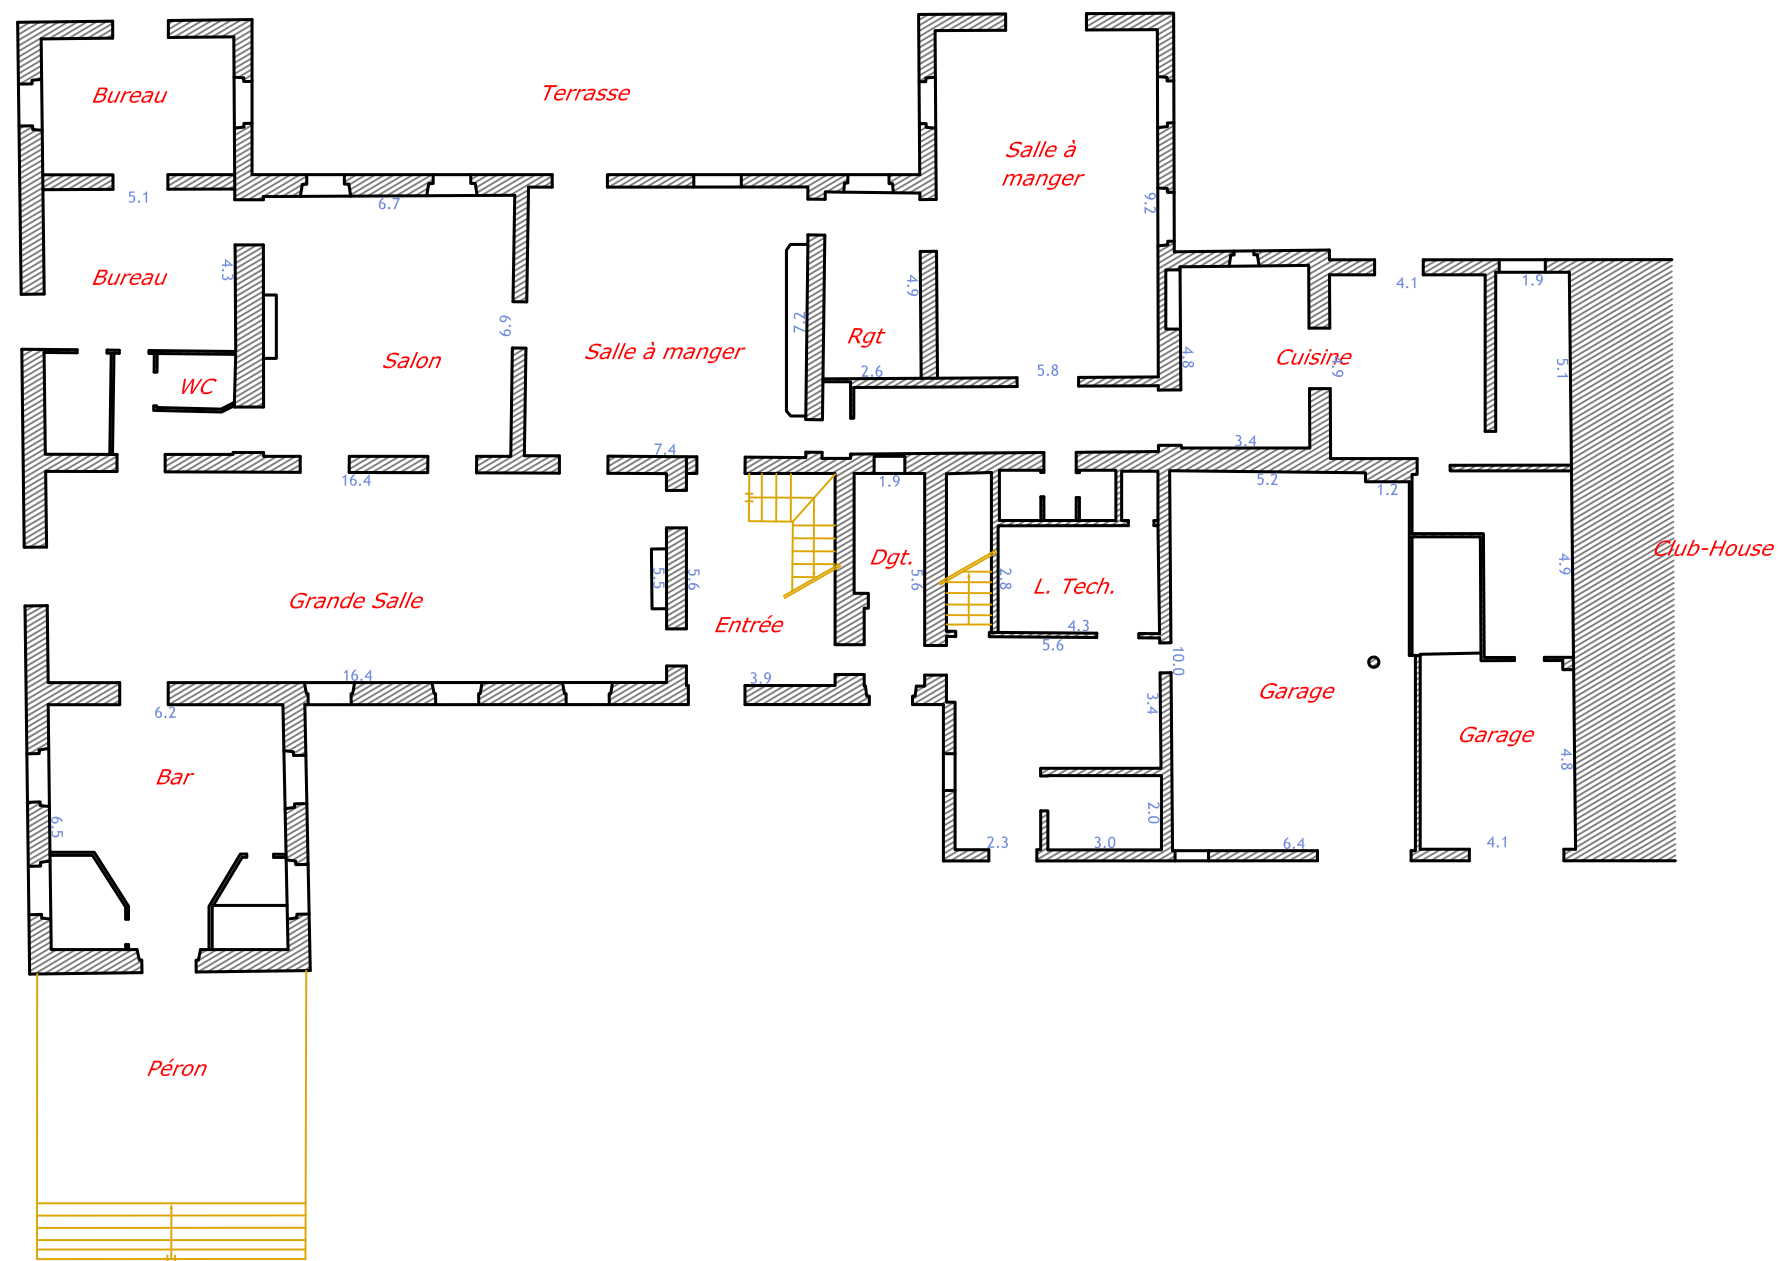 Bureau
Terrasse
Salle à
manger
5.1
6.7
9.2
Bureau
4.3
4.9
4.1
1.9
6.9
7.2
Rgt
Salle à manger
Salon
WC
2.6
5.8
4.8
Cuisine
4.9
5.1
7.4
3.4
16.4
1.9
5.2
1.2
Grande Salle
5.5
5.6
Entrée
Dgt.
5.6
2.8
L. Tech.
4.3
5.6
10.0
4.9
Club-House
16.4
3.9
6.2
3.4
Garage
Garage
Bar
6.5
4.8
2.0
2.3
3.0
6.4
4.1
Péron